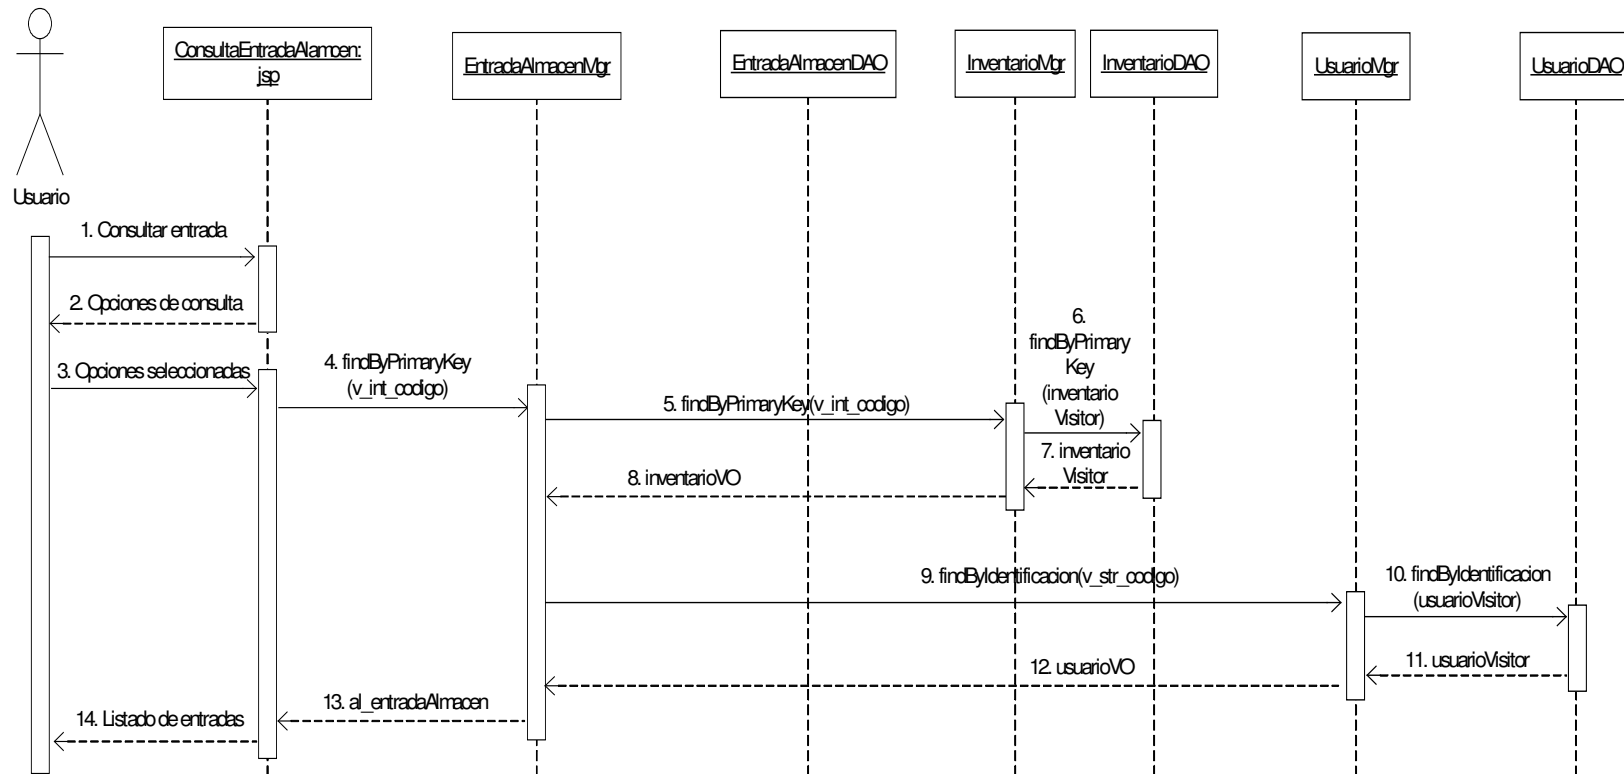 ConsultaEntradaAlamcen:
jsp
EntradaAlmacenMgr
EntradaAlmacenDAO
InventarioMgr
InventarioDAO
UsuarioMgr
UsuarioDAO
Usuario
1. Consultar entrada
2. Opciones de consulta
3. Opciones seleccionadas
4. findByPrimaryKey
(v_int_codigo)
5. findByPrimaryKey(v_int_codigo)
6.
findByPrimary
Key
(inventario
Visitor)
7. inventario
Visitor
8. inventarioVO
9. findByIdentificacion(v_str_codigo)
10. findByIdentificacion
(usuarioVisitor)
11. usuarioVisitor
12. usuarioVO
13. al_entradaAlmacen
14. Listado de entradas